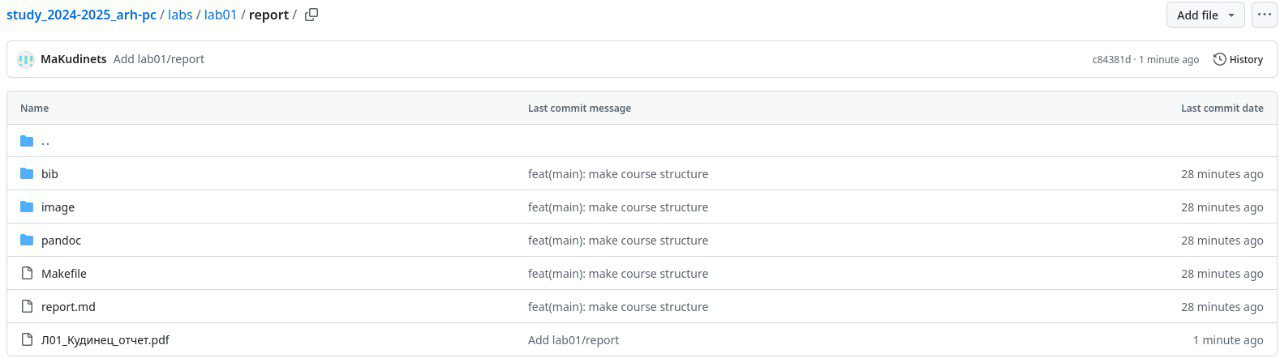 study_2024-2025_arh-pc / labs / lab01 / report / Add file ...
MaKudinets Add lab01/report c84381d · 1 minute ago History
Name Last commit message Last commit date
..
bib feat(main): make course structure 28 minutes ago
image feat(main): make course structure 28 minutes ago
pandoc feat(main): make course structure 28 minutes ago
Makefile feat(main): make course structure 28 minutes ago
report.md feat(main): make course structure 28 minutes ago
Л01_Кудинец_отчет.pdf Add lab01/report 1 minute ago